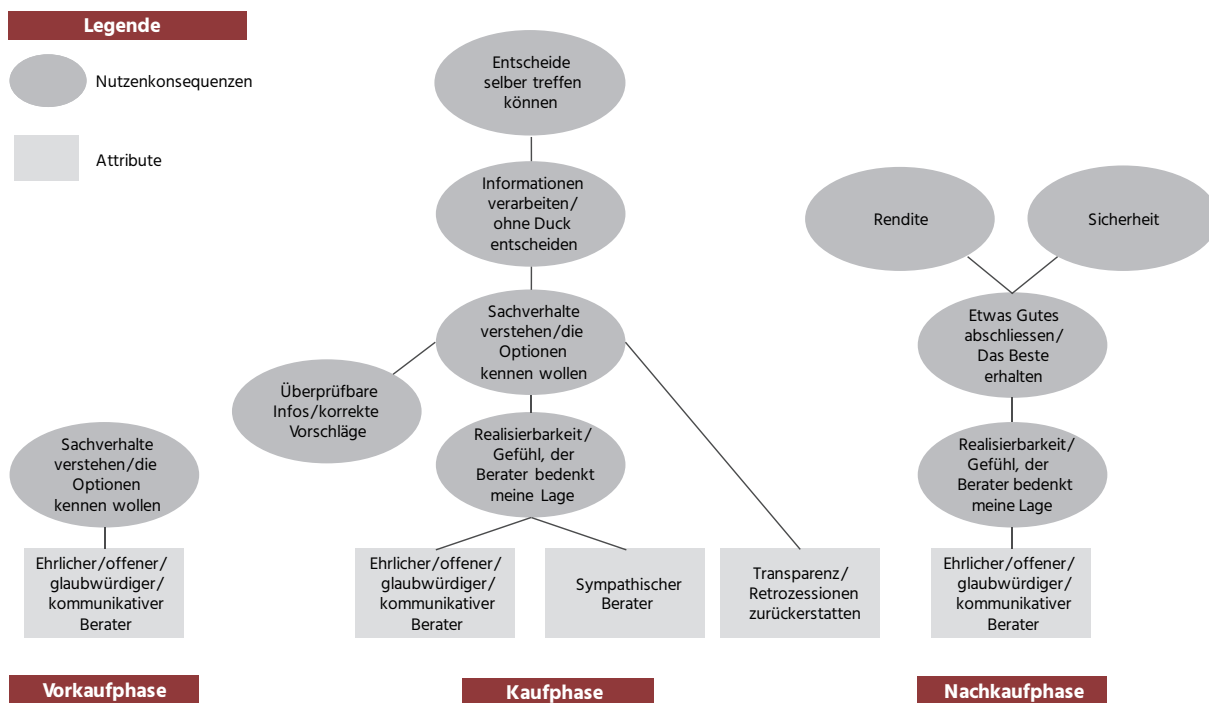 Legende
Nutzenkonsequenzen
Attribute
Entscheide
selber treffen
können
Informationen
verarbeiten/
ohne Duck
entscheiden
Sachverhalte
verstehen/die
Optionen
kennen wollen
Überprüfbare
Infos/korrekte
Vorschläge
Realisierbarkeit/
Gefühl, der
Berater bedenkt
meine Lage
Rendite
Sicherheit
Etwas Gutes
abschliessen/
Das Beste
erhalten
Realisierbarkeit/
Gefühl, der
Berater bedenkt
meine Lage
Sachverhalte
verstehen/die
Optionen
kennen wollen
Ehrlicher/offener/
glaubwürdiger/
kommunikativer
Berater
Ehrlicher/offener/
glaubwürdiger/
kommunikativer
Berater
Sympathischer
Berater
Transparenz/
Retrozessionen
zurückerstatten
Ehrlicher/offener/
glaubwürdiger/
kommunikativer
Berater
Vorkaufphase
Kaufphase
Nachkaufphase